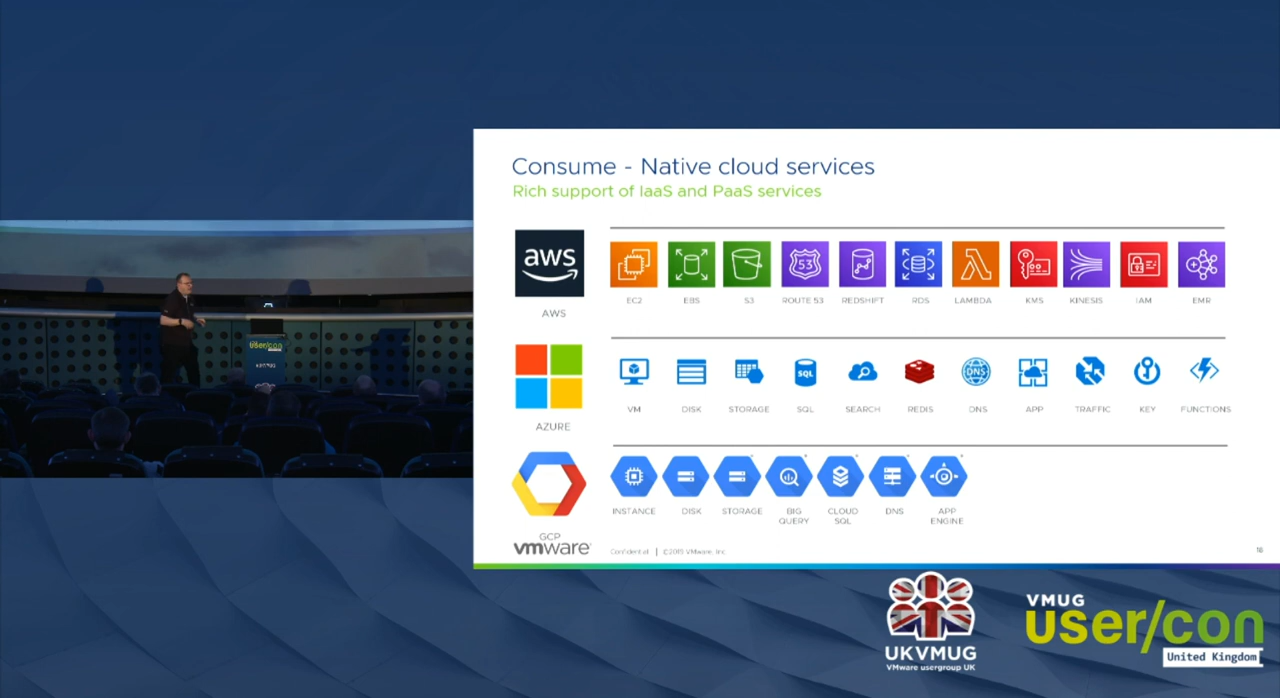 Consume - Native cloud services
Rich support of IaaS and PaaS services
aws
AWS
EC2
EBS
S3
53
ROUTE 53
REDSHIFT
RDS
LAMBDA
KMS
KINESIS
IAM
EMR
AZURE
VM
DISK
STORAGE
SQL
SQL
SEARCH
REDIS
DNS
DNS
APP
TRAFFIC
KEY
FUNCTIONS
GCP
INSTANCE
DISK
STORAGE
BIG
QUERY
CLOUD
SQL
DNS
APP
ENGINE
vmware
Confidential | ©2019 VMware, Inc.
18
user/con
UKVMUG
VMware usergroup UK
VMUG
user/con
United Kingdom